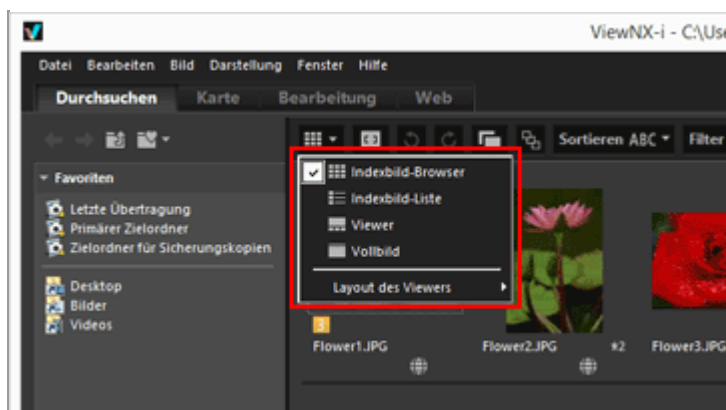 ViewNX-i - C:\Use
Datei Bearbeiten Bild Darstellung Fenster Hilfe
Durchsuchen Karte Bearbeitung Web
Sortieren ABC Filter
Favoriten
Letzte Übertragung
Primärer Zielordner
Zielordner für Sicherungskopien
Desktop
Bilder
Videos
Indexbild-Browser
Indexbild-Liste
Viewer
Vollbild
Layout des Viewers
3
Flower1.JPG Flower2.JPG *2 Flower3.JPG